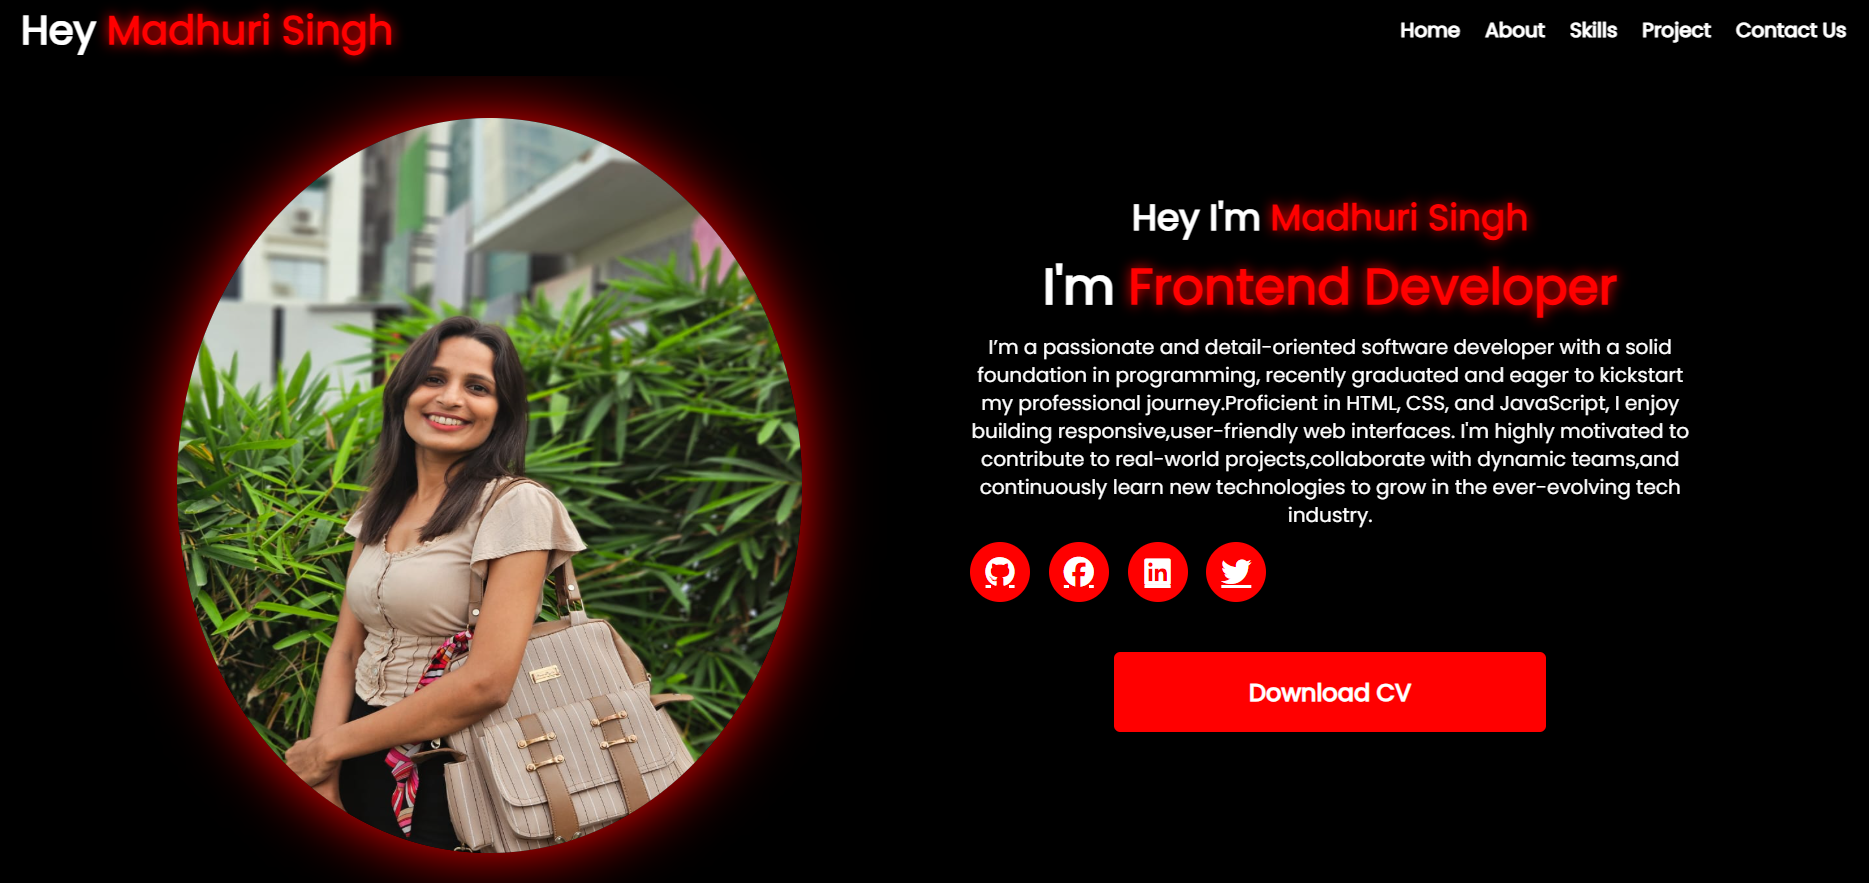 Hey Madhuri Singh
Home About Skills Project Contact Us
Hey I'm Madhuri Singh
I'm Frontend Developer
I’m a passionate and detail-oriented software developer with a solid
foundation in programming, recently graduated and eager to kickstart
my professional journey.Proficient in HTML, CSS, and JavaScript, I enjoy
building responsive,user-friendly web interfaces. I'm highly motivated to
contribute to real-world projects,collaborate with dynamic teams,and
continuously learn new technologies to grow in the ever-evolving tech
industry.
Download CV